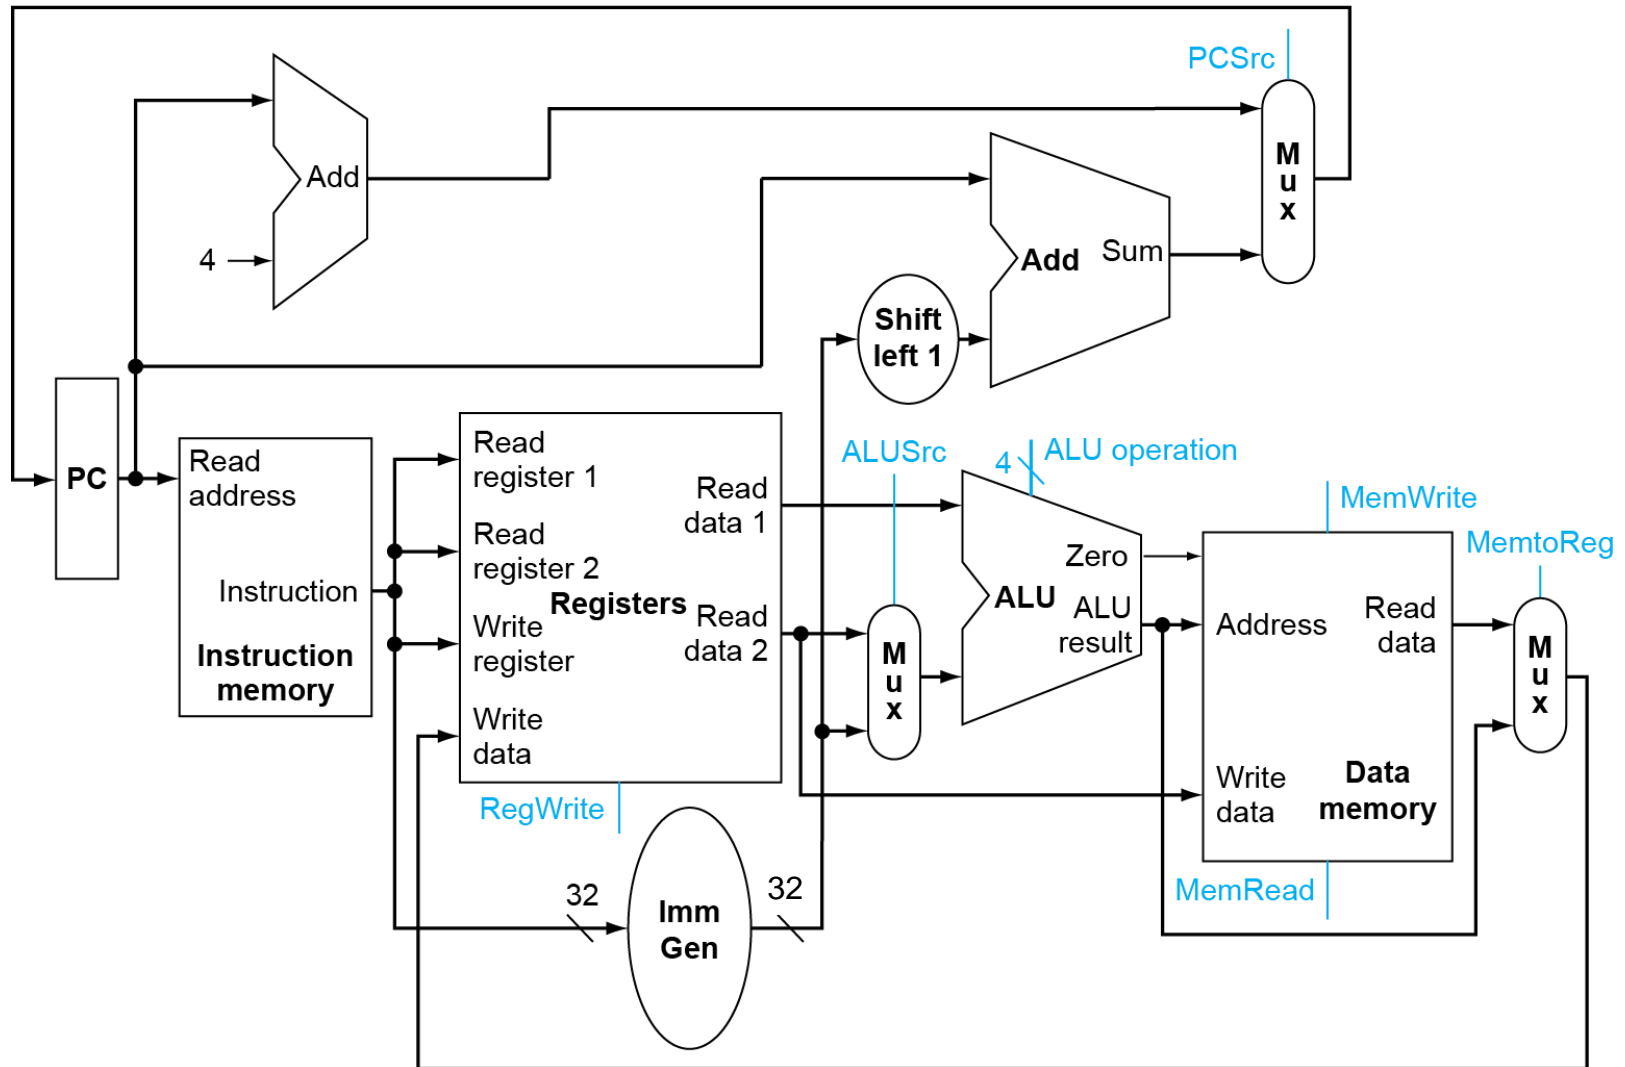 PCSrc
M
u
x
Add
4
Add
Sum
Shift
left 1
PC
Read
address
Instruction
Instruction
memory
Read
register 1
Read
register 2
Registers
Write
register
Write
data
Read
data 1
Read
data 2
RegWrite
ALUSrc
M
u
x
4
ALU operation
Zero
ALU
ALU
result
MemWrite
MemtoReg
Address
Read
data
Write
data
Data
memory
MemRead
M
u
x
32
Imm
Gen
32